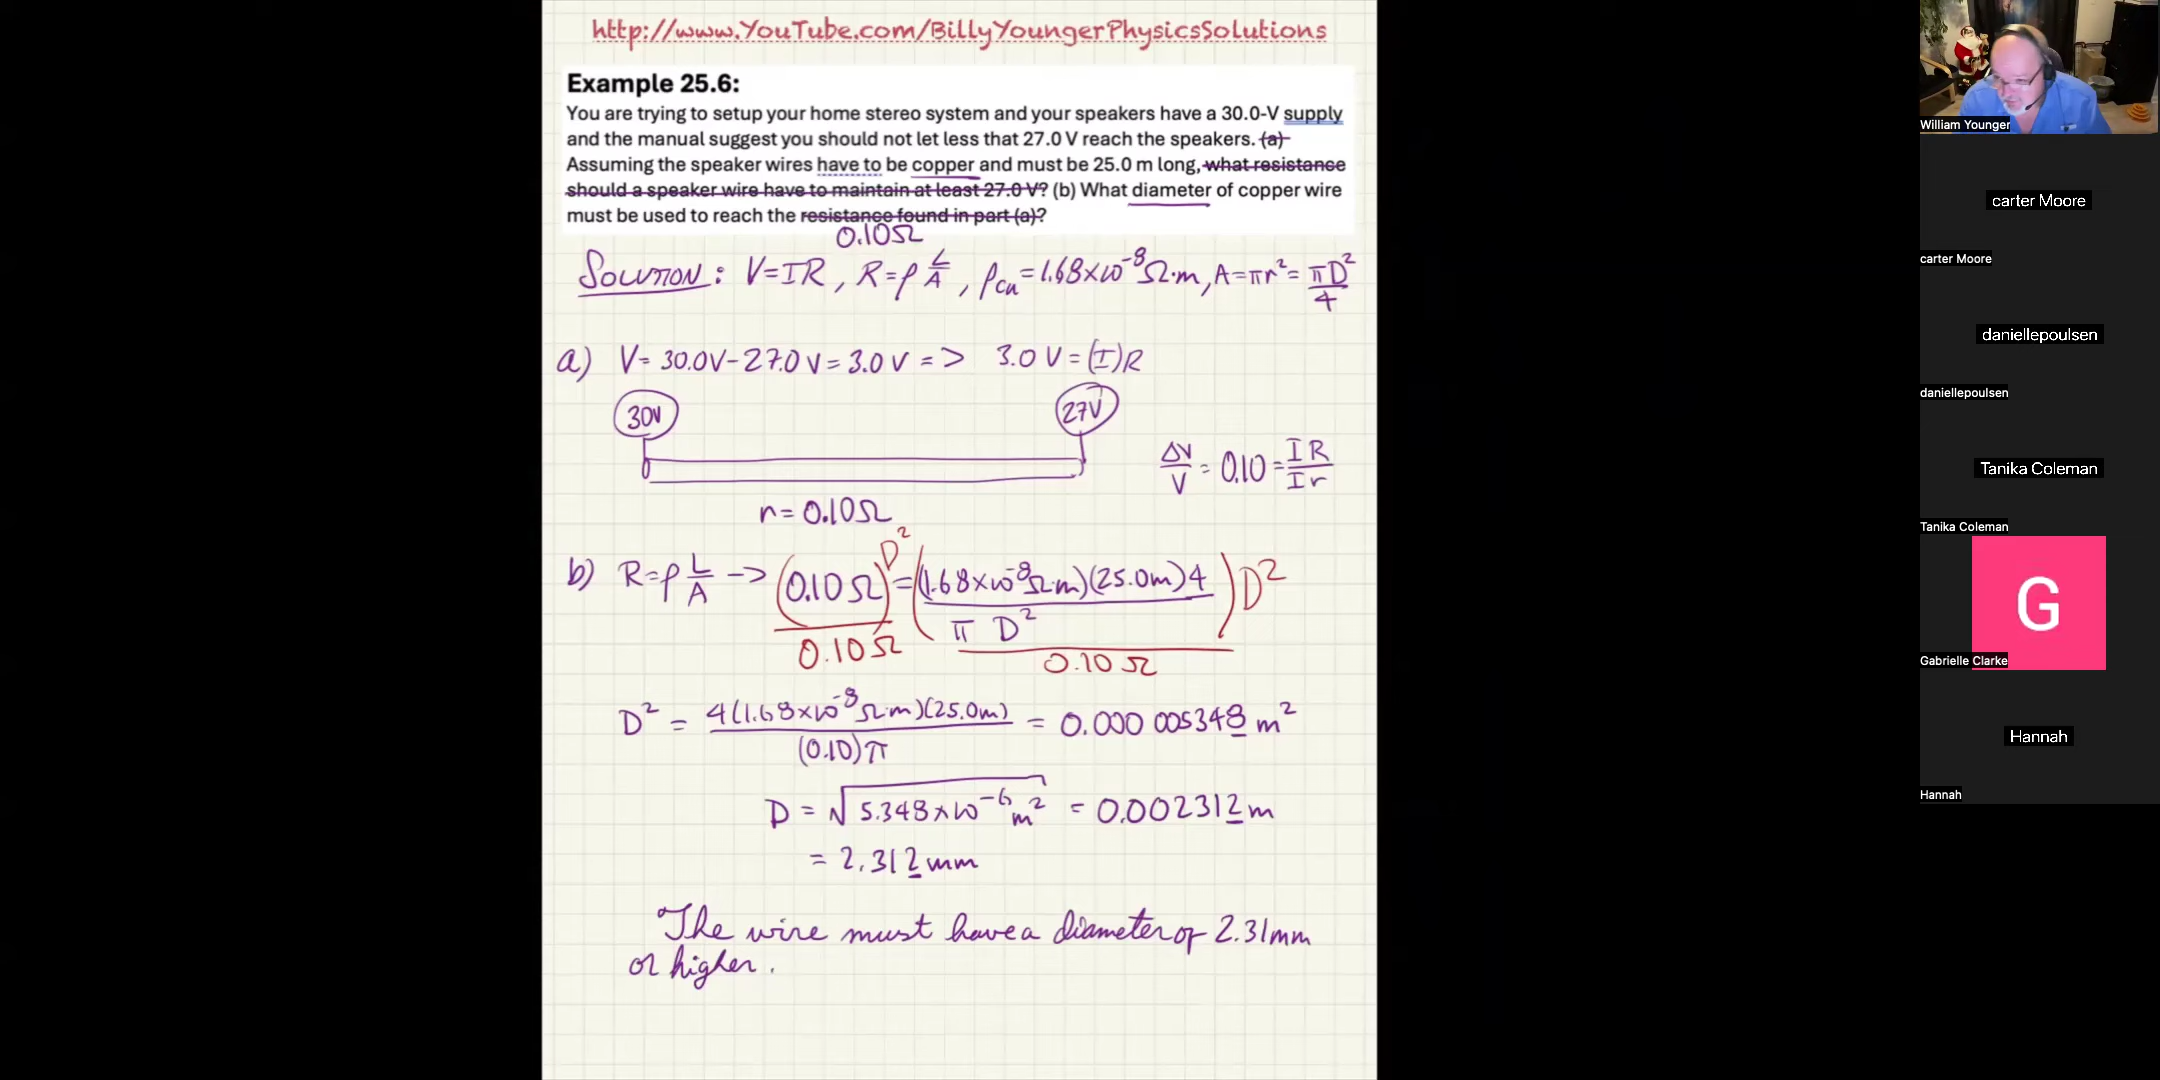 http://www.YouTube.com/BillyYoungerPhysicsSolutions
Example 25.6:
You are trying to setup your home stereo system and your speakers have a 30.0-V supply
and the manual suggest you should not let less that 27.0 V reach the speakers. (a)
Assuming the speaker wires have to be copper and must be 25.0 m long, what resistance
should a speaker wire have to maintain at least 27.0 V? (b) What diameter of copper wire
must be used to reach the resistance found in part (a)?
0.10Ω
SOLUTION: V=IR, R=ρ L/A, ρcu=1.68×10⁻⁸Ω·m, A=πr²=πD²/4
a) V= 30.0V-27.0V=3.0V => 3.0V=(I)R
30V 27V
ΔV/V = 0.10 = IR/Ir
r= 0.10Ω
b) R=ρ L/A -> (0.10Ω)D²/0.10Ω = ((1.68×10⁻⁸Ω·m)(25.0m)4/π D²)D²/0.10Ω
D² = 4(1.68×10⁻⁸Ω·m)(25.0m)/(0.10)π = 0.000 005348 m²
D = √5.348×10⁻⁶m² = 0.002312m
= 2.312mm
The wire must have a diameter of 2.31mm
or higher.
William Younger
carter Moore
carter Moore
daniellepoulsen
daniellepoulsen
Tanika Coleman
Tanika Coleman
G
Gabrielle Clarke
Hannah
Hannah